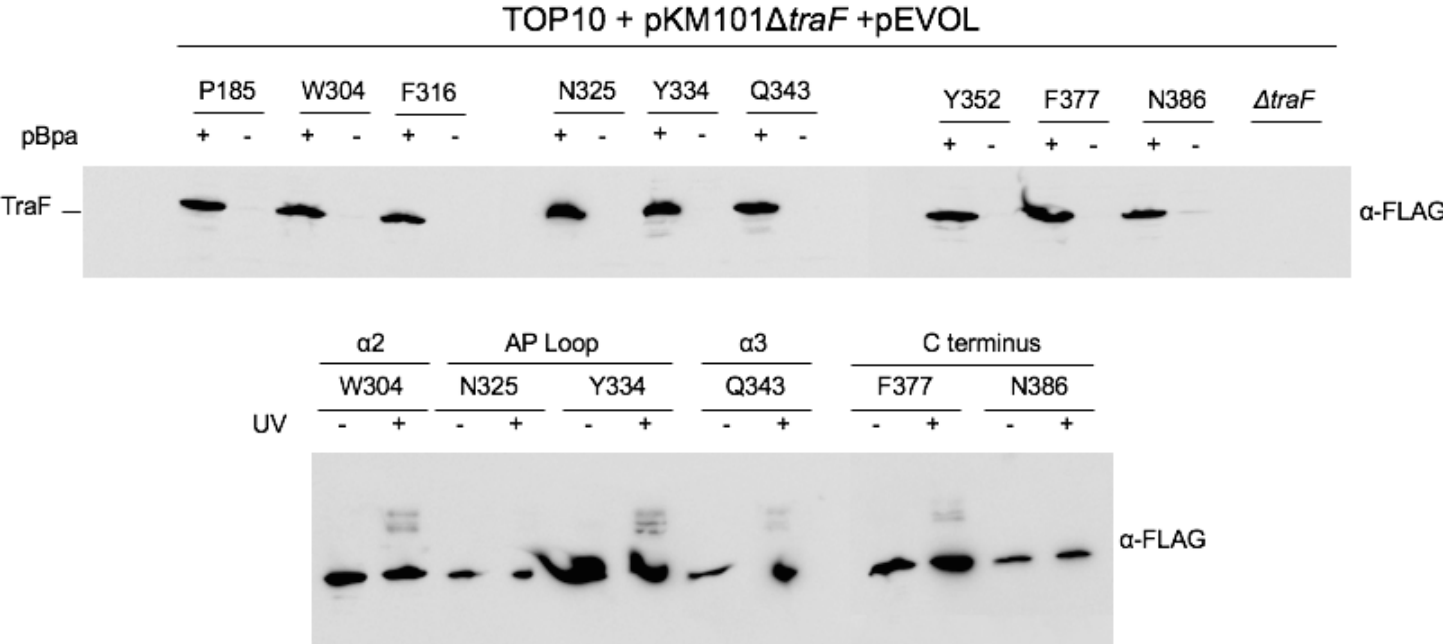 TOP10 + pKM101ΔtraF +pEVOL
P185 W304 F316 N325 Y334 Q343 Y352 F377 N386 ΔtraF
pBpa + - + - + - + - + - + - + - + - + -
TraF α-FLAG
α2 AP Loop α3 C terminus
W304 N325 Y334 Q343 F377 N386
UV - + - + - + - + - + - +
α-FLAG